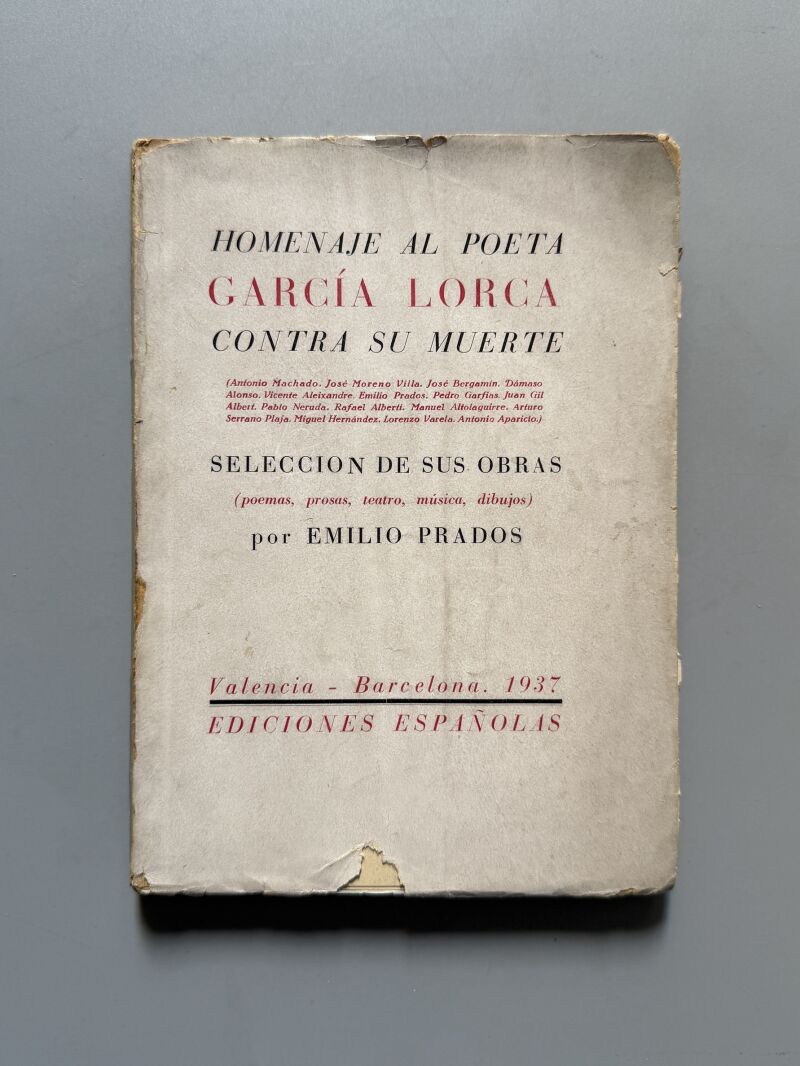 HOMENAJE AL POETA
GARCÍA LORCA
CONTRA SU MUERTE
(Antonio Machado. José Moreno Villa. José Bergamín. Dámaso
Alonso. Vicente Aleixandre. Emilio Prados. Pedro Garfias. Juan Gil
Albert. Pablo Neruda. Rafael Alberti. Manuel Altolaguirre. Arturo
Serrano Plaja. Miguel Hernández. Lorenzo Varela. Antonio Aparicio.)
SELECCION DE SUS OBRAS
(poemas, prosas, teatro, música, dibujos)
por EMILIO PRADOS
Valencia - Barcelona. 1937
EDICIONES ESPAÑOLAS